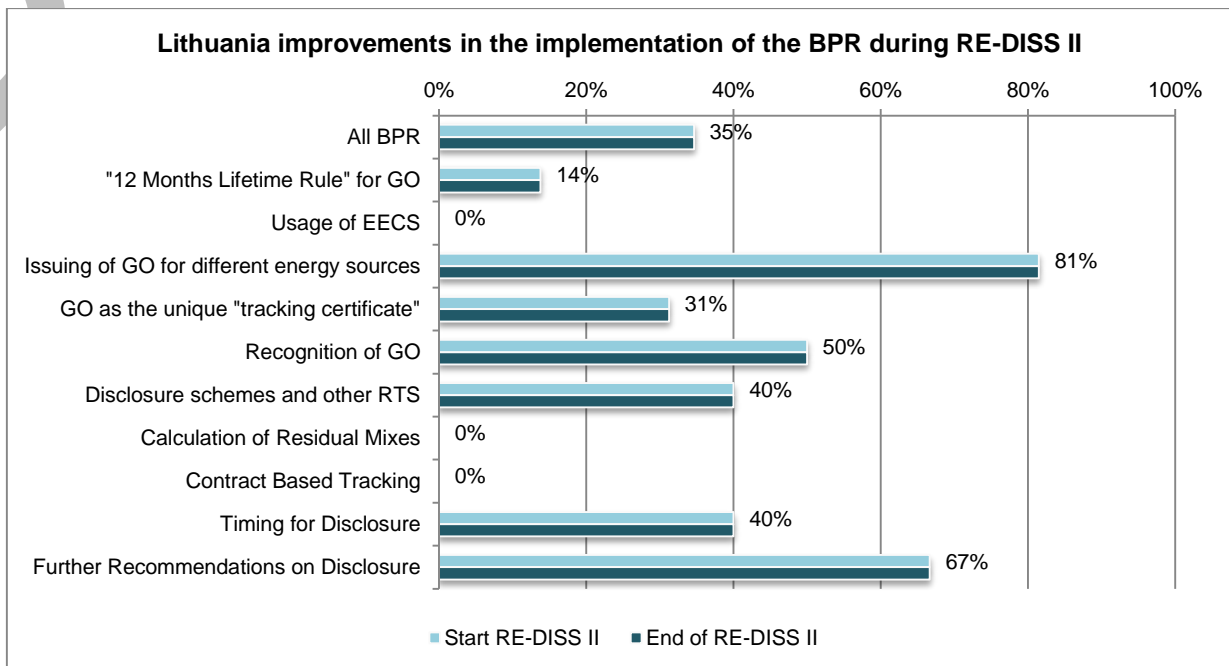 Lithuania improvements in the implementation of the BPR during RE-DISS II
0% 20% 40% 60% 80% 100%
All BPR 35%
"12 Months Lifetime Rule" for GO 14%
Usage of EECS 0%
Issuing of GO for different energy sources 81%
GO as the unique "tracking certificate" 31%
Recognition of GO 50%
Disclosure schemes and other RTS 40%
Calculation of Residual Mixes 0%
Contract Based Tracking 0%
Timing for Disclosure 40%
Further Recommendations on Disclosure 67%
Start RE-DISS II End of RE-DISS II